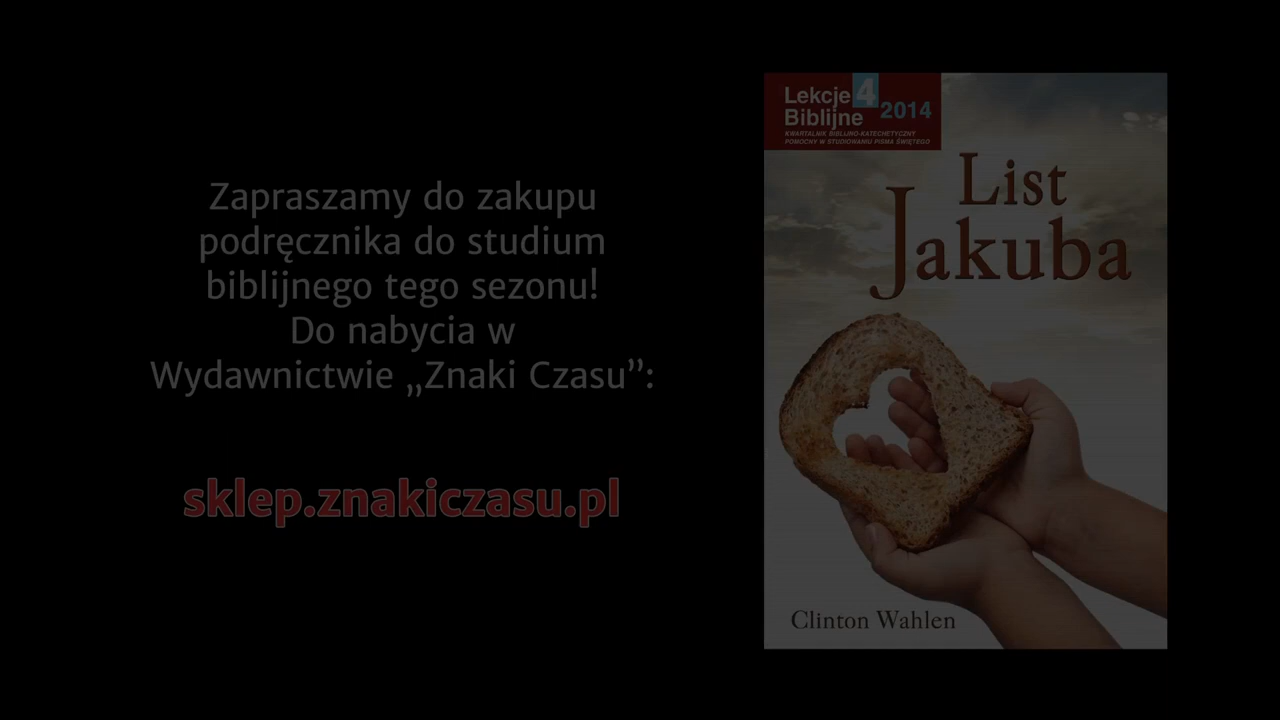 Zapraszamy do zakupu
podręcznika do studium
biblijnego tego sezonu!
Do nabycia w
Wydawnictwie „Znaki Czasu”:
sklep.znakiczasu.pl
Lekcje 4 2014
Biblijne
KWARTALNIK BIBLIJNO-KATECHETYCZNY
POMOCNY W STUDIOWANIU PISMA ŚWIĘTEGO
List
Jakuba
Clinton Wahlen